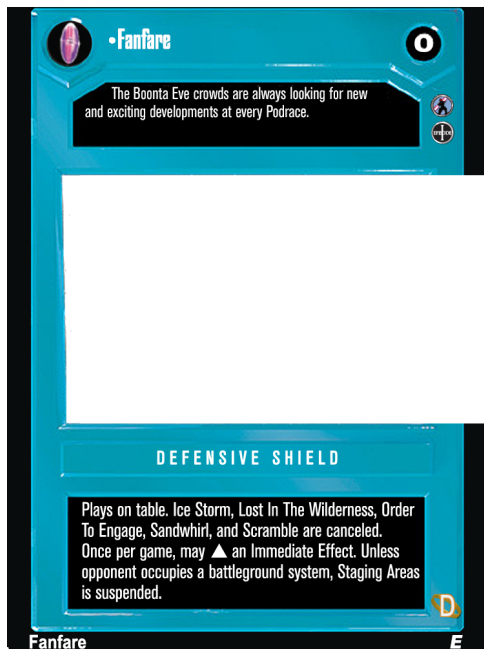 •Fanfare
0
The Boonta Eve crowds are always looking for new
and exciting developments at every Podrace.
EPISODE
I
DEFENSIVE SHIELD
Plays on table. Ice Storm, Lost In The Wilderness, Order
To Engage, Sandwhirl, and Scramble are canceled.
Once per game, may ▲ an Immediate Effect. Unless
opponent occupies a battleground system, Staging Areas
is suspended.
D
Fanfare
E